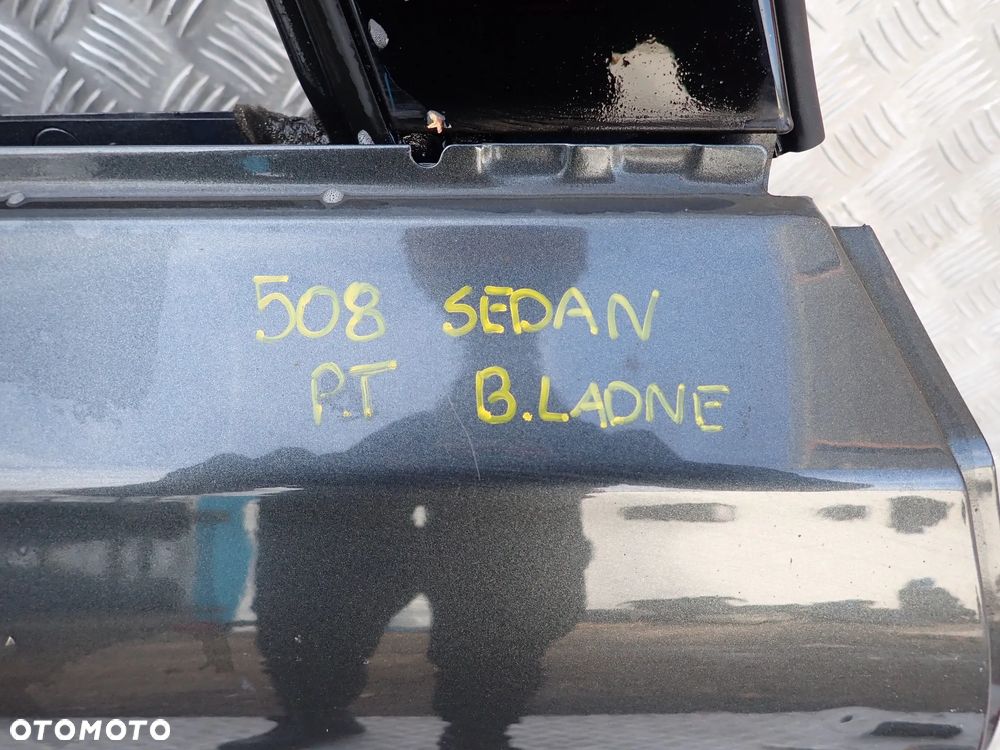 508 SEDAN
P.T B.LADNE
OTOMOTO